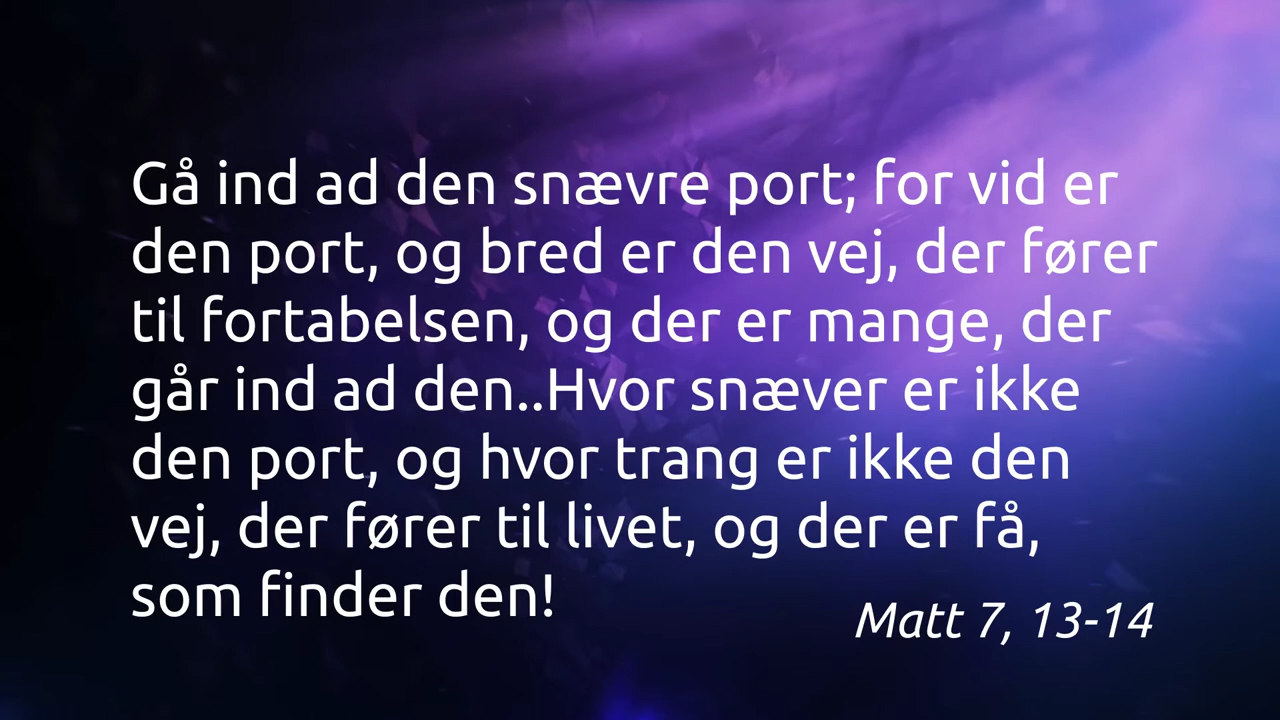 Gå ind ad den snævre port; for vid er
den port, og bred er den vej, der fører
til fortabelsen, og der er mange, der
går ind ad den..Hvor snæver er ikke
den port, og hvor trang er ikke den
vej, der fører til livet, og der er få,
som finder den!
Matt 7, 13-14